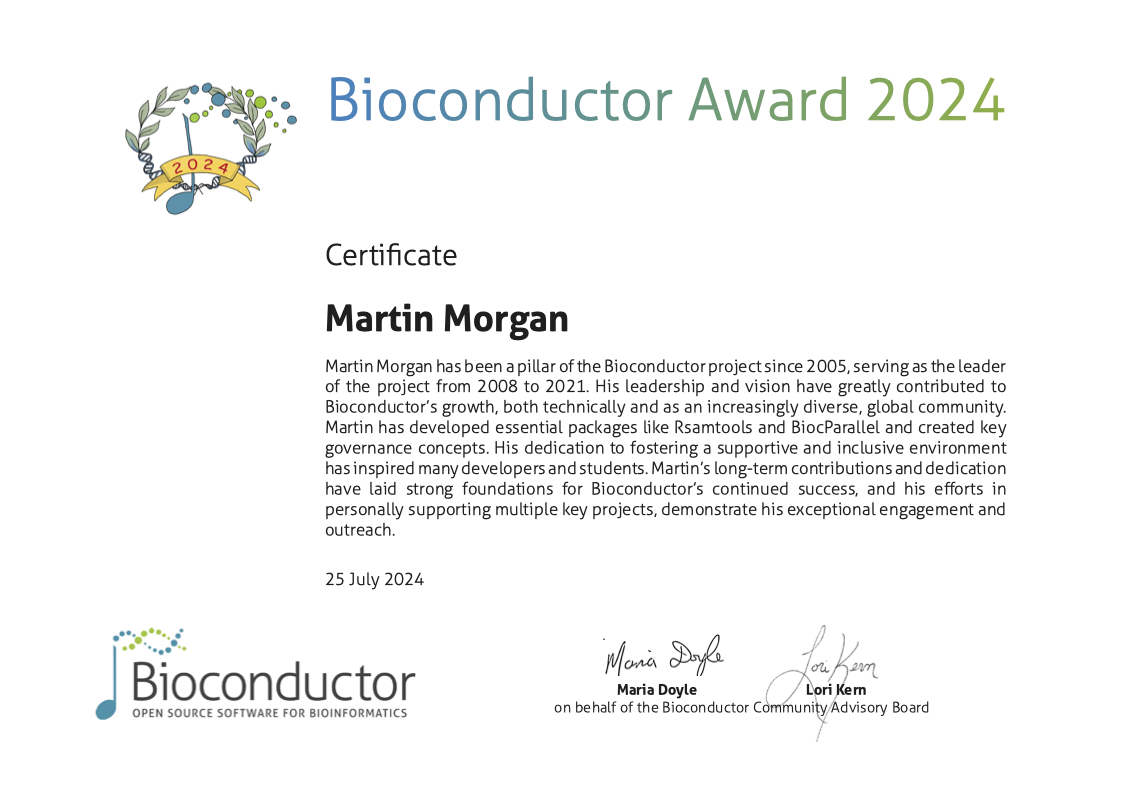 Bioconductor Award 2024
2024
Certificate
Martin Morgan
Martin Morgan has been a pillar of the Bioconductor project since 2005, serving as the leader
of the project from 2008 to 2021. His leadership and vision have greatly contributed to
Bioconductor’s growth, both technically and as an increasingly diverse, global community.
Martin has developed essential packages like Rsamtools and BiocParallel and created key
governance concepts. His dedication to fostering a supportive and inclusive environment
has inspired many developers and students. Martin’s long-term contributions and dedication
have laid strong foundations for Bioconductor’s continued success, and his efforts in
personally supporting multiple key projects, demonstrate his exceptional engagement and
outreach.
25 July 2024
Bioconductor
OPEN SOURCE SOFTWARE FOR BIOINFORMATICS
Maria Doyle
Lori Kern
Maria Doyle
Lori Kern
on behalf of the Bioconductor Community Advisory Board